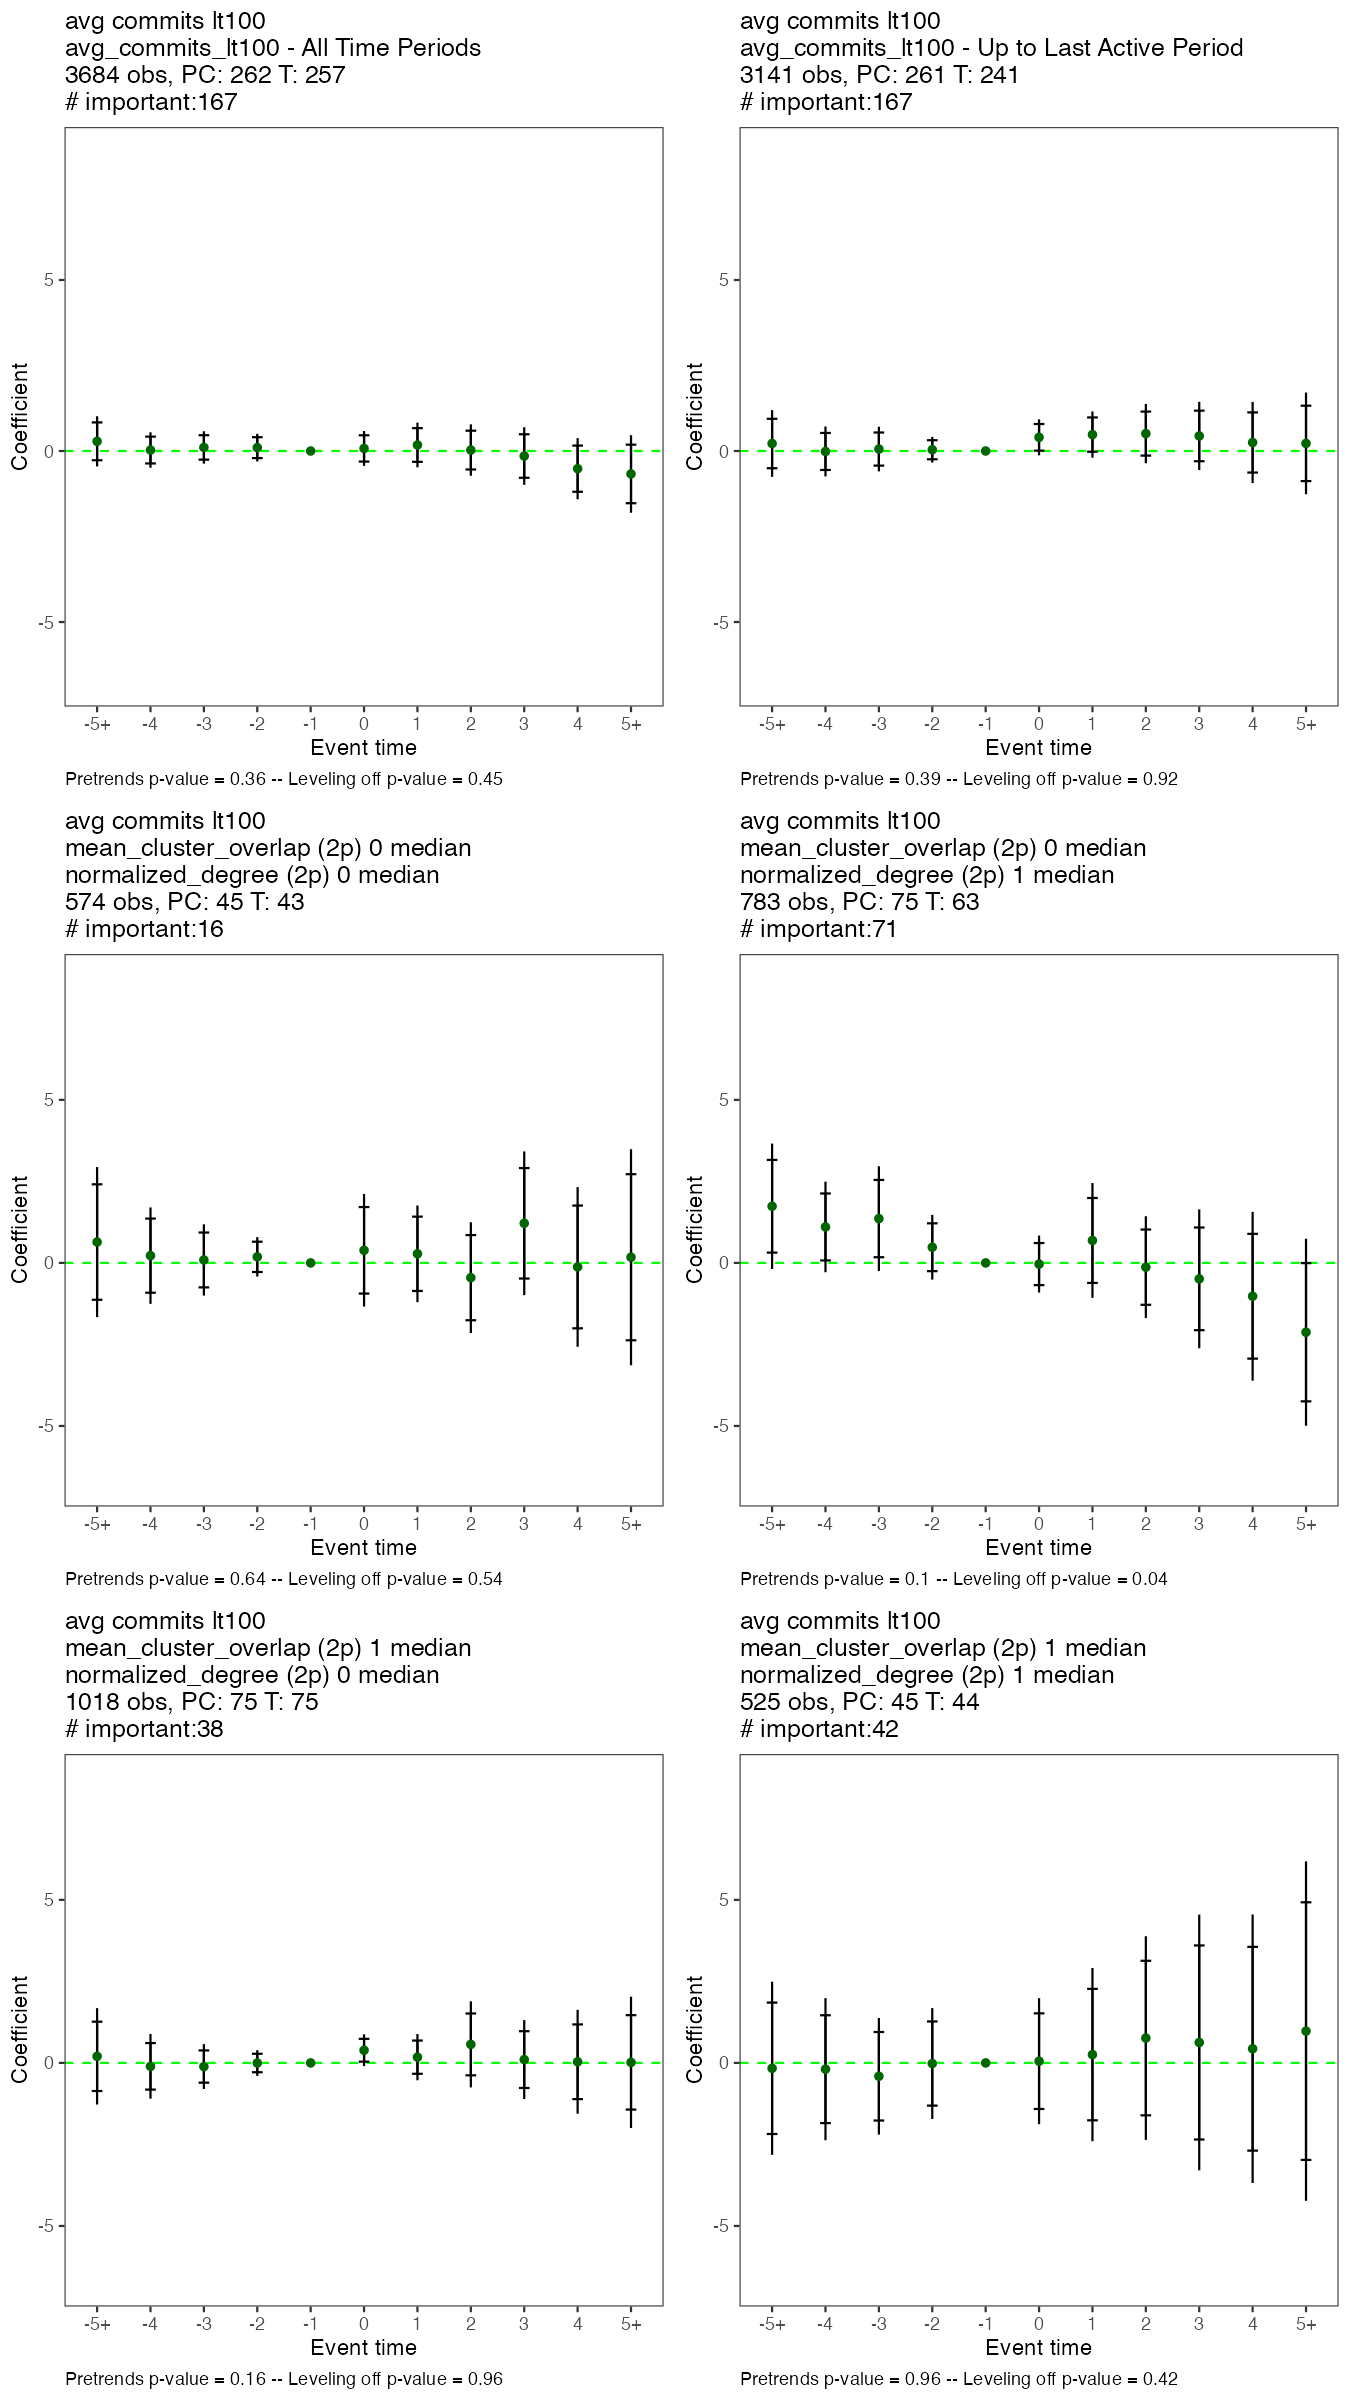 avg commits lt100
avg_commits_lt100 - All Time Periods
3684 obs, PC: 262 T: 257
# important:167
Coefficient
5
0
-5
-5+ -4 -3 -2 -1 0 1 2 3 4 5+
Event time
Pretrends p-value = 0.36 -- Leveling off p-value = 0.45
avg commits lt100
avg_commits_lt100 - Up to Last Active Period
3141 obs, PC: 261 T: 241
# important:167
Coefficient
5
0
-5
-5+ -4 -3 -2 -1 0 1 2 3 4 5+
Event time
Pretrends p-value = 0.39 -- Leveling off p-value = 0.92
avg commits lt100
mean_cluster_overlap (2p) 0 median
normalized_degree (2p) 0 median
574 obs, PC: 45 T: 43
# important:16
Coefficient
5
0
-5
-5+ -4 -3 -2 -1 0 1 2 3 4 5+
Event time
Pretrends p-value = 0.64 -- Leveling off p-value = 0.54
avg commits lt100
mean_cluster_overlap (2p) 0 median
normalized_degree (2p) 1 median
783 obs, PC: 75 T: 63
# important:71
Coefficient
5
0
-5
-5+ -4 -3 -2 -1 0 1 2 3 4 5+
Event time
Pretrends p-value = 0.1 -- Leveling off p-value = 0.04
avg commits lt100
mean_cluster_overlap (2p) 1 median
normalized_degree (2p) 0 median
1018 obs, PC: 75 T: 75
# important:38
Coefficient
5
0
-5
-5+ -4 -3 -2 -1 0 1 2 3 4 5+
Event time
Pretrends p-value = 0.16 -- Leveling off p-value = 0.96
avg commits lt100
mean_cluster_overlap (2p) 1 median
normalized_degree (2p) 1 median
525 obs, PC: 45 T: 44
# important:42
Coefficient
5
0
-5
-5+ -4 -3 -2 -1 0 1 2 3 4 5+
Event time
Pretrends p-value = 0.96 -- Leveling off p-value = 0.42